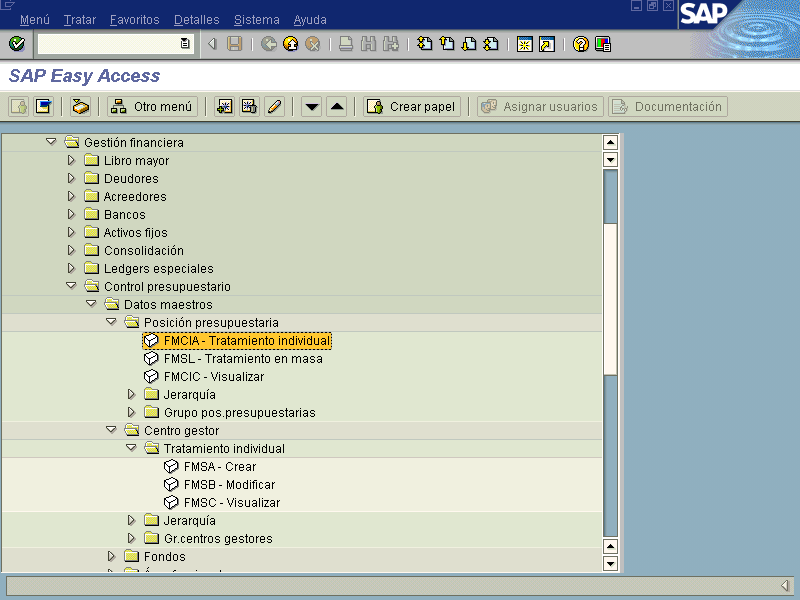 Menú Tratar Favoritos Detalles Sistema Ayuda
SAP
SAP Easy Access
Otro menú Crear papel Asignar usuarios Documentación
Gestión financiera
Libro mayor
Deudores
Acreedores
Bancos
Activos fijos
Consolidación
Ledgers especiales
Control presupuestario
Datos maestros
Posición presupuestaria
FMCIA - Tratamiento individual
FMSL - Tratamiento en masa
FMCIC - Visualizar
Jerarquía
Grupo pos.presupuestarias
Centro gestor
Tratamiento individual
FMSA - Crear
FMSB - Modificar
FMSC - Visualizar
Jerarquía
Gr.centros gestores
Fondos